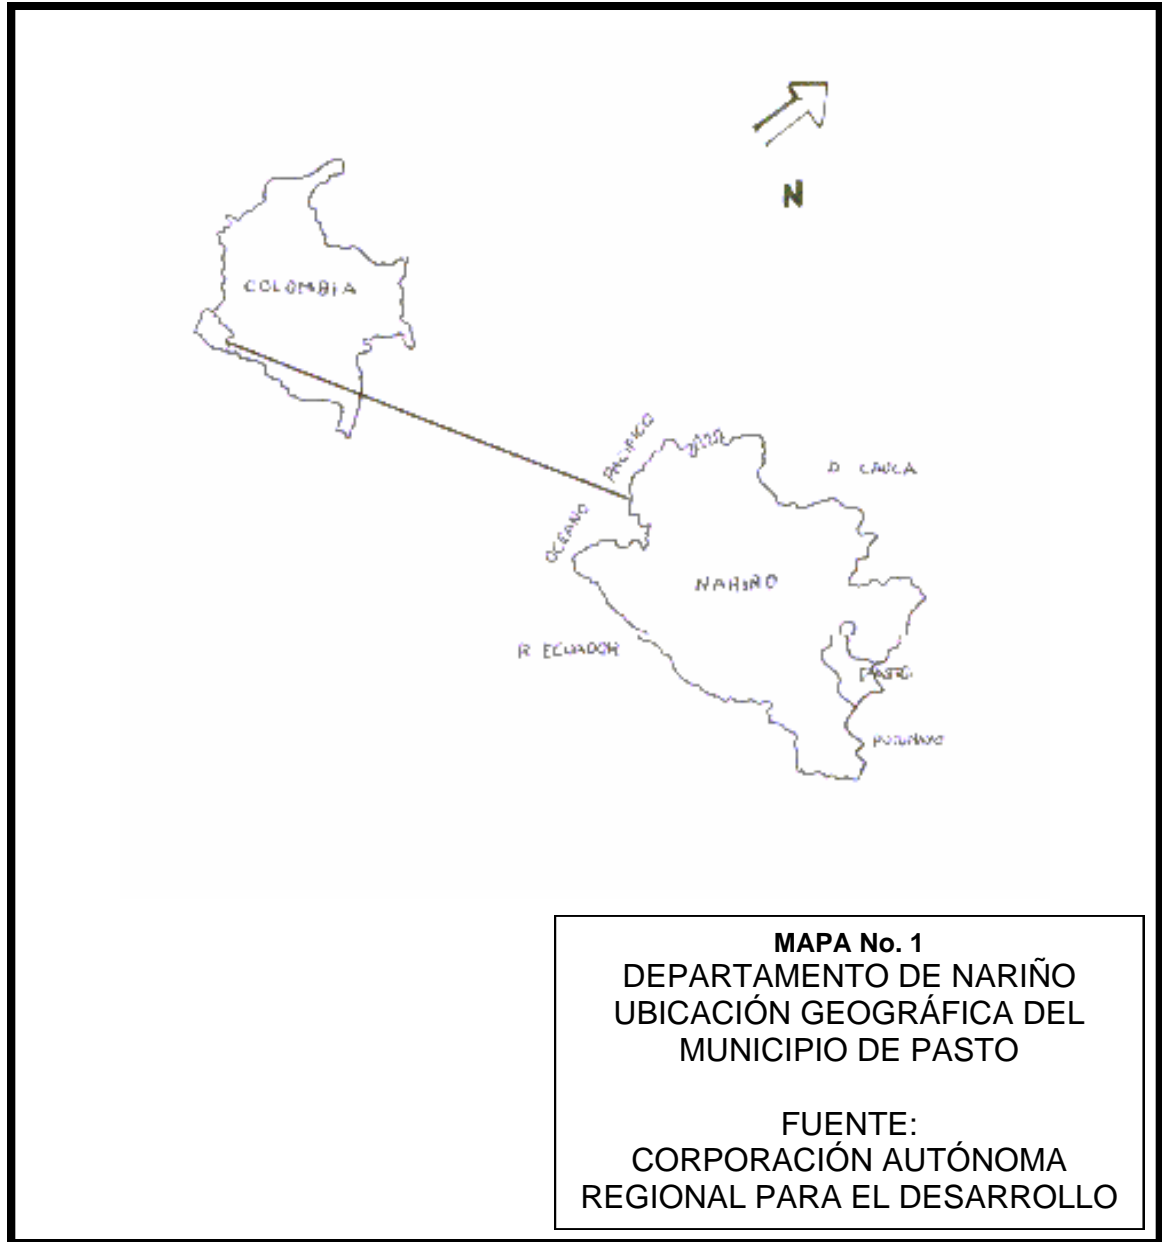 N
COLOMBIA
PACIFICO
D CAUCA
OCEANO
NARIÑO
R ECUADOR
PASTO
PUTUMAYO
MAPA No. 1
DEPARTAMENTO DE NARIÑO
UBICACIÓN GEOGRÁFICA DEL
MUNICIPIO DE PASTO
FUENTE:
CORPORACIÓN AUTÓNOMA
REGIONAL PARA EL DESARROLLO